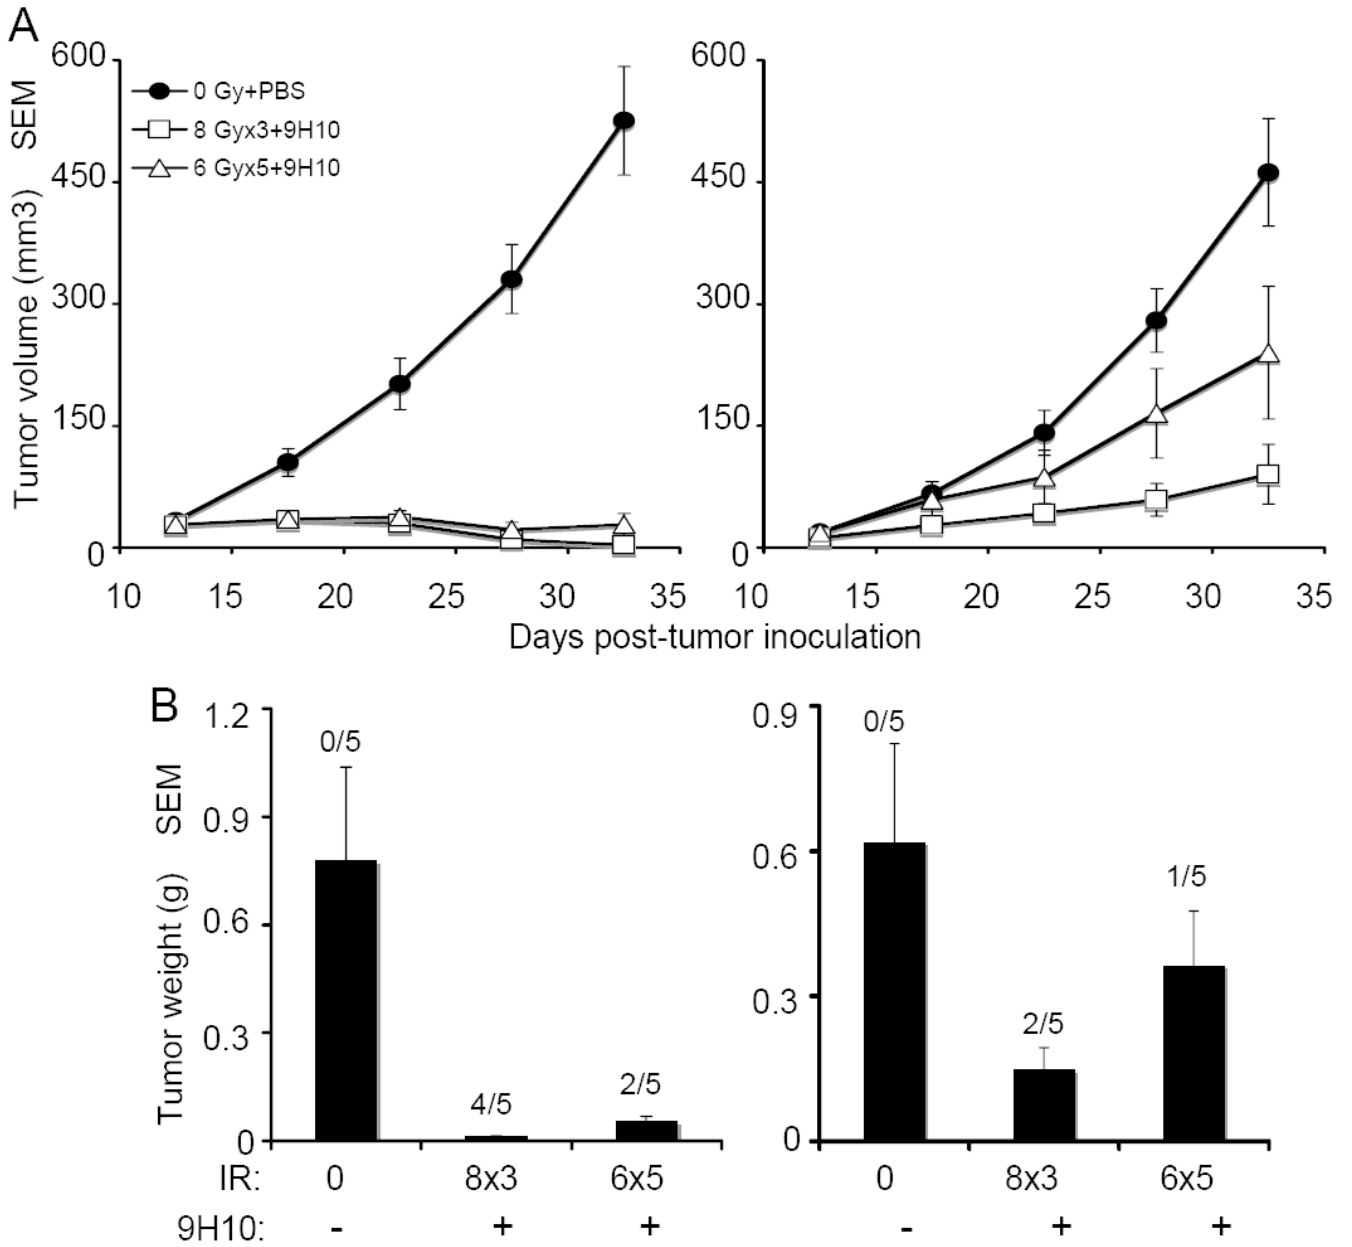 A
600
450
300
150
0
Tumor volume (mm3) SEM
0 Gy+PBS
8 Gyx3+9H10
6 Gyx5+9H10
10 15 20 25 30 35
600
450
300
150
0
10 15 20 25 30 35
Days post-tumor inoculation
B
1.2
0.9
0.6
0.3
0
Tumor weight (g) SEM
0/5
4/5
2/5
0.9
0.6
0.3
0
0/5
2/5
1/5
IR: 0 8x3 6x5 0 8x3 6x5
9H10: - + + - + +